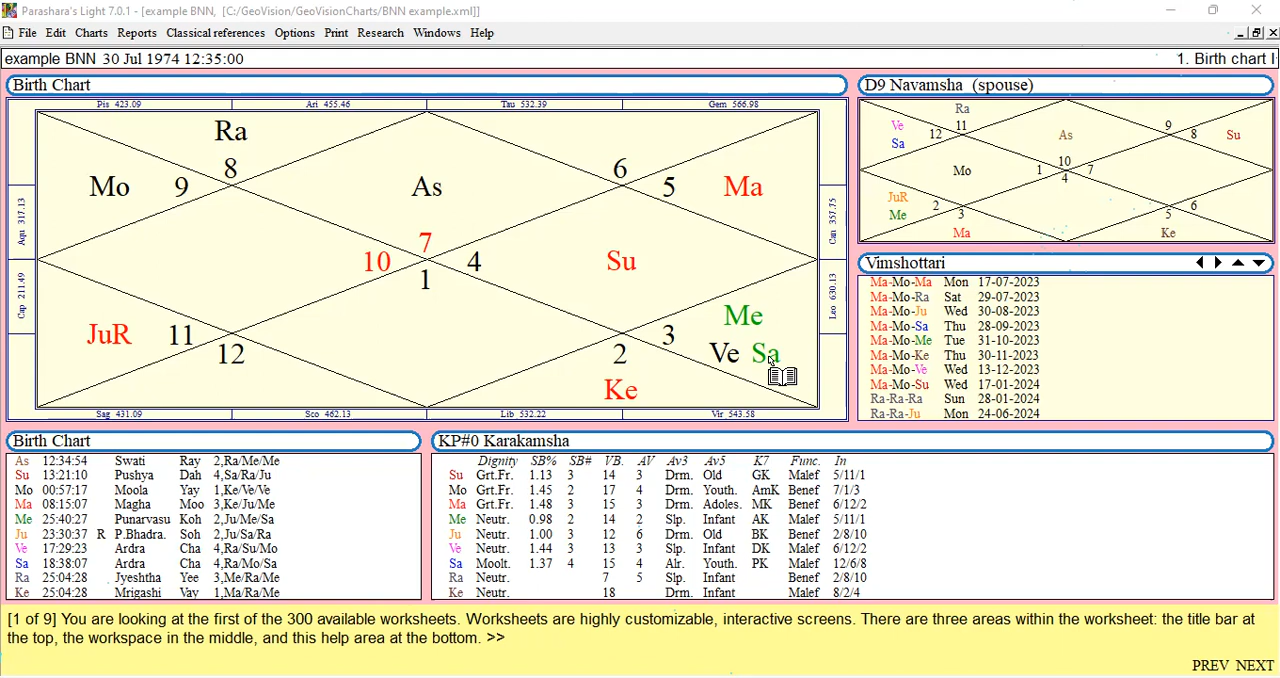 Parashara's Light 7.0.1 - [example BNN, [C:/GeoVision/GeoVisionCharts/BNN example.xml]]
File Edit Charts Reports Classical references Options Print Research Windows Help
example BNN 30 Jul 1974 12:35:00 1. Birth chart I
Birth Chart
Pis 423.09 Ari 455.46 Tau 532.39 Gem 566.98
Aqu 317.13
Cap 211.49
Can 357.75
Leo 630.13
Ra
8
6
Mo 9 As 5 Ma
7
10 4 Su
1
Me
JuR 11 3
12 2 Ve Sa
Ke
Sag 431.09 Sco 462.13 Lib 532.22 Vir 543.58
D9 Navamsha (spouse)
Ra
Ve 12 11 As 9 8 Su
Sa
10
Mo 1 7
4
JuR 2 6
Me 3 5
Ma Ke
Vimshottari
Ma-Mo-Ma Mon 17-07-2023
Ma-Mo-Ra Sat 29-07-2023
Ma-Mo-Ju Wed 30-08-2023
Ma-Mo-Sa Thu 28-09-2023
Ma-Mo-Me Tue 31-10-2023
Ma-Mo-Ke Thu 30-11-2023
Ma-Mo-Ve Wed 13-12-2023
Ma-Mo-Su Wed 17-01-2024
Ra-Ra-Ra Sun 28-01-2024
Ra-Ra-Ju Mon 24-06-2024
Birth Chart
As 12:34:54 Swati Ray 2,Ra/Me/Me
Su 13:21:10 Pushya Dah 4,Sa/Ra/Ju
Mo 00:57:17 Moola Yay 1,Ke/Ve/Ve
Ma 08:15:07 Magha Moo 3,Ke/Ju/Me
Me 25:40:27 Punarvasu Koh 2,Ju/Me/Sa
Ju 23:30:37 R P.Bhadra. Soh 2,Ju/Sa/Ra
Ve 17:29:23 Ardra Cha 4,Ra/Su/Mo
Sa 18:38:07 Ardra Cha 4,Ra/Mo/Sa
Ra 25:04:28 Jyeshtha Yee 3,Me/Ra/Me
Ke 25:04:28 Mrigashi Vay 1,Ma/Ra/Me
KP#0 Karakamsha
Dignity SB% SB# VB. AV Av3 Av5 K7 Func. In
Su Grt.Fr. 1.13 3 14 3 Drm. Old GK Malef 5/11/1
Mo Grt.Fr. 1.45 2 17 4 Drm. Youth. AmK Benef 7/1/3
Ma Grt.Fr. 1.48 3 15 3 Drm. Adoles. MK Benef 6/12/2
Me Neutr. 0.98 2 14 2 Slp. Infant AK Malef 5/11/1
Ju Neutr. 1.00 3 12 6 Drm. Old BK Benef 2/8/10
Ve Neutr. 1.44 3 13 3 Slp. Infant DK Malef 6/12/2
Sa Moolt. 1.37 4 15 4 Alr. Youth. PK Malef 12/6/8
Ra Neutr. 7 5 Slp. Infant Benef 2/8/10
Ke Neutr. 18 Drm. Infant Malef 8/2/4
[1 of 9] You are looking at the first of the 300 available worksheets. Worksheets are highly customizable, interactive screens. There are three areas within the worksheet: the title bar at
the top, the workspace in the middle, and this help area at the bottom. >>
PREV NEXT